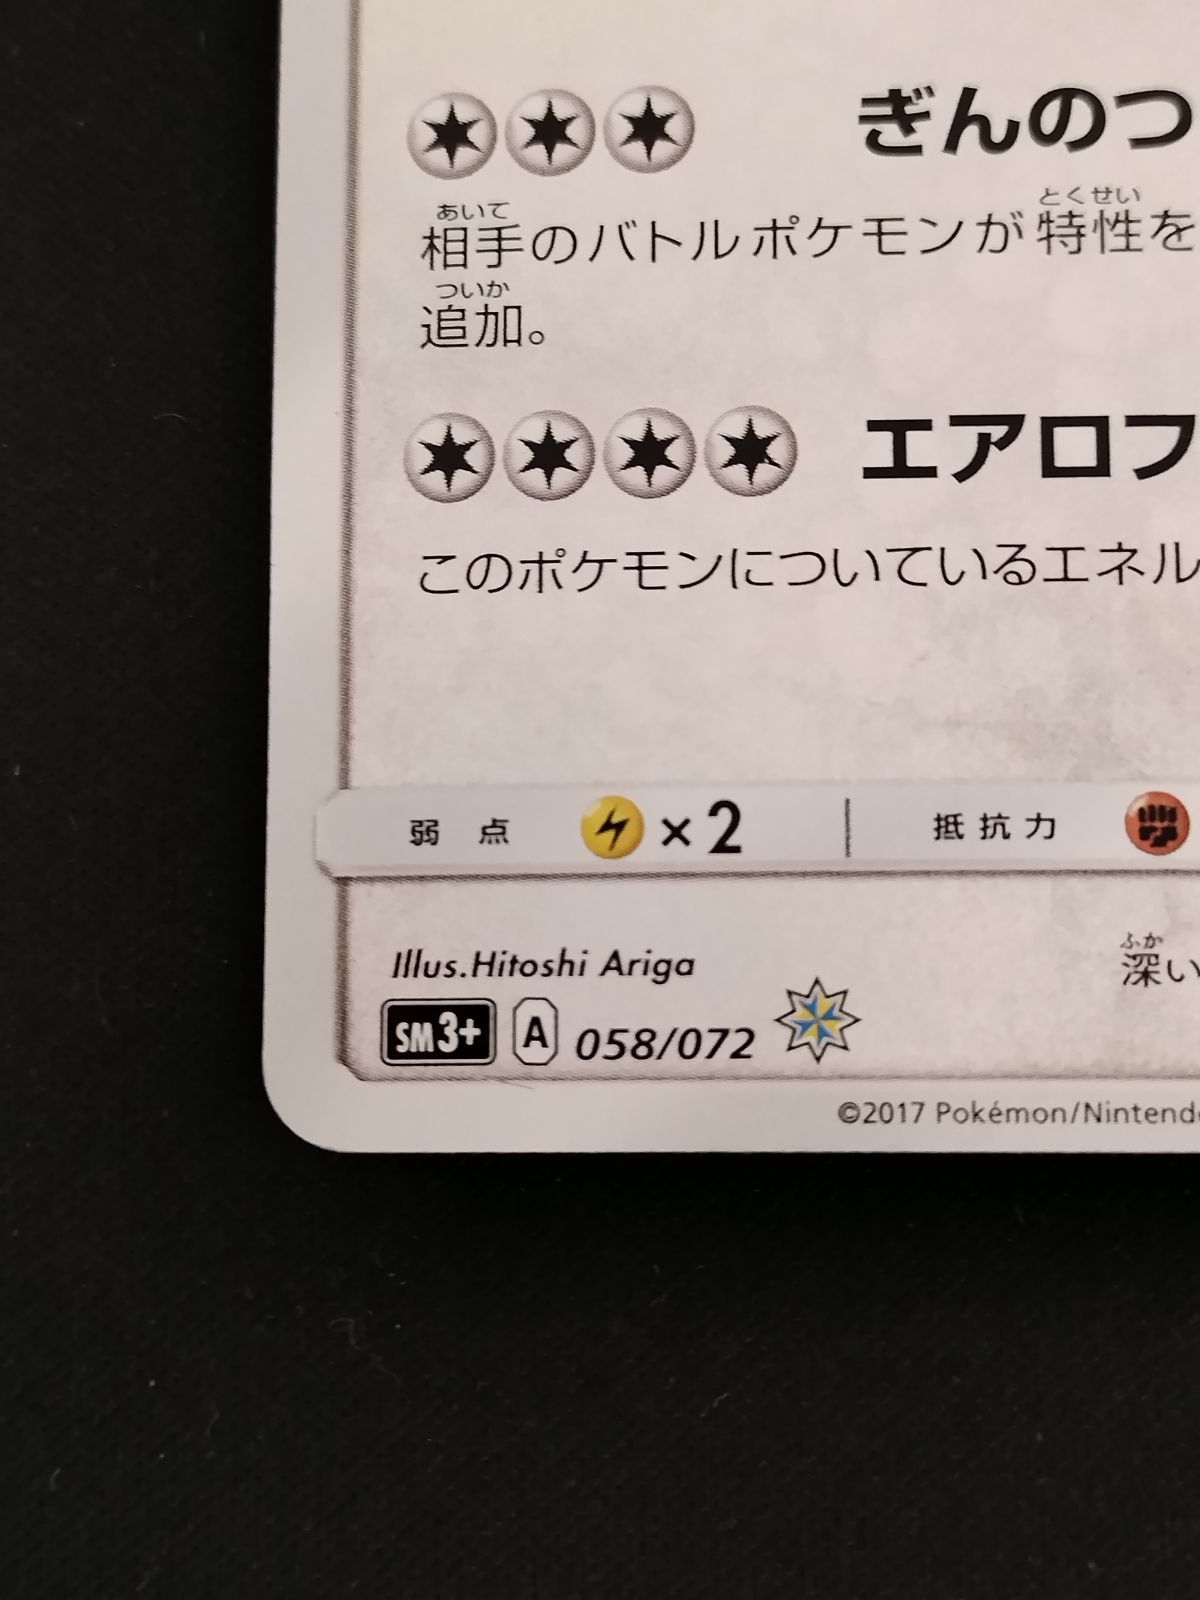 ぎんのつ
あいて とくせい
相手のバトルポケモンが特性を
ついか
追加。
エアロブ
このポケモンについているエネル
弱点 ×2 抵抗力
Illus.Hitoshi Ariga
ふか
深い
SM3+ A 058/072
©2017 Pokémon/Nintendo